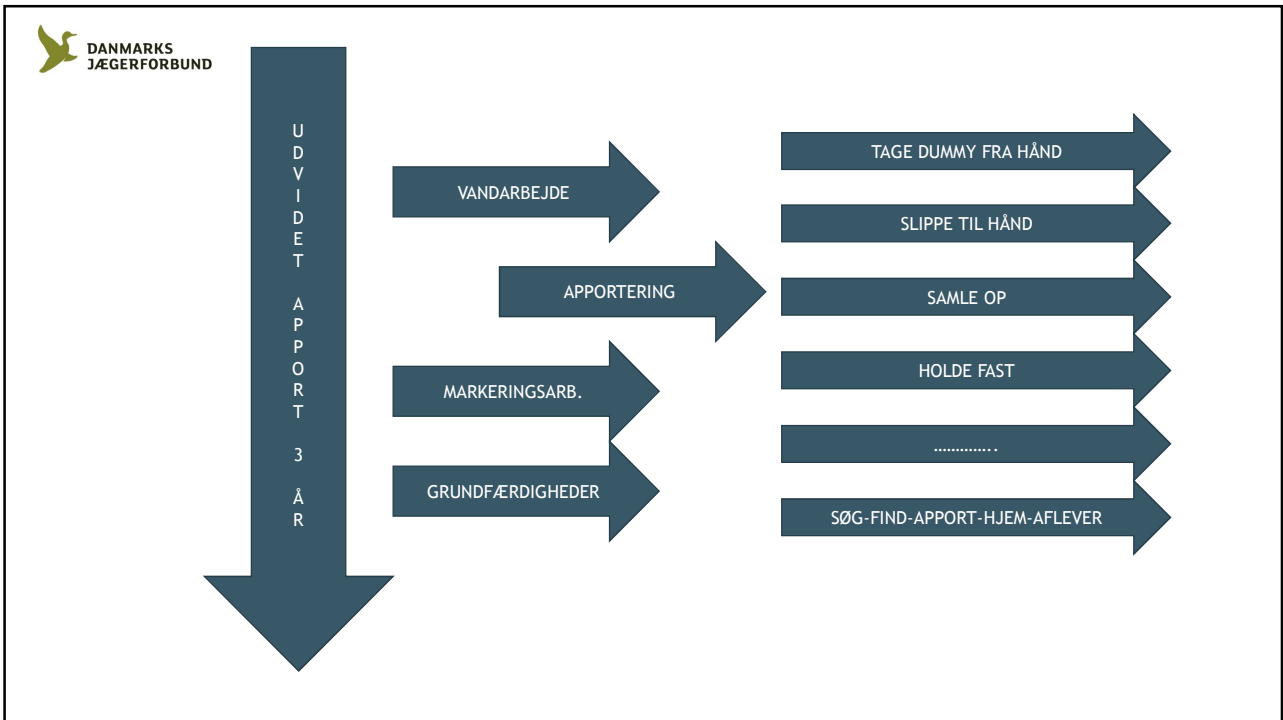 DANMARKS
JÆGERFORBUND
UDVIDET APPORT 3 ÅR
VANDARBEJDE
APPORTERING
MARKERINGSARB.
GRUNDFÆRDIGHEDER
TAGE DUMMY FRA HÅND
SLIPPE TIL HÅND
SAMLE OP
HOLDE FAST
…………..
SØG-FIND-APPORT-HJEM-AFLEVER